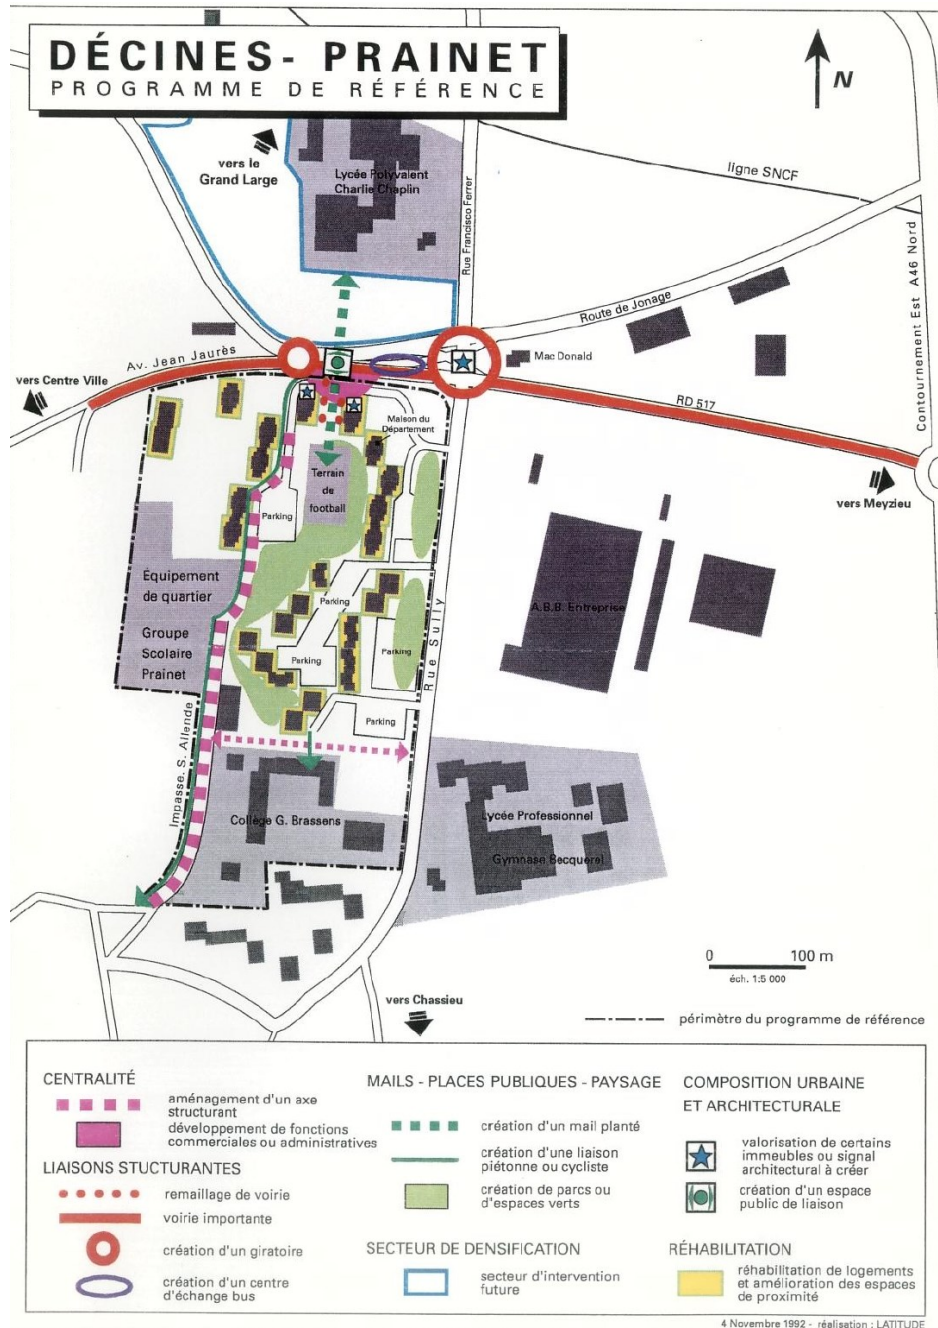 DÉCINES- PRAINET
PROGRAMME DE RÉFÉRENCE
N
vers le
Grand Large
Lycée Polyvalent
Charlie Chaplin
Rue Francisco Ferrer
ligne SNCF
Contournement Est A46 Nord
Route de Jonage
Mac Donald
Av. Jean Jaurès
vers Centre Ville
RD 517
vers Meyzieu
Maison du
Département
Terrain
de
football
Parking
Équipement
de quartier
Groupe
Scolaire
Prainet
Parking
Parking
Parking
Parking
Rue Sully
A.B.B. Entreprise
Impasse. S. Allende
Collège G. Brassens
Lycée Professionnel
Gymnase Becquerel
0 100 m
éch. 1:5 000
vers Chassieu
périmètre du programme de référence
CENTRALITÉ
aménagement d'un axe
structurant
développement de fonctions
commerciales ou administratives
LIAISONS STUCTURANTES
remaillage de voirie
voirie importante
création d'un giratoire
création d'un centre
d'échange bus
MAILS - PLACES PUBLIQUES - PAYSAGE
création d'un mail planté
création d'une liaison
piétonne ou cycliste
création de parcs ou
d'espaces verts
SECTEUR DE DENSIFICATION
secteur d'intervention
future
COMPOSITION URBAINE
ET ARCHITECTURALE
valorisation de certains
immeubles ou signal
architectural à créer
création d'un espace
public de liaison
RÉHABILITATION
réhabilitation de logements
et amélioration des espaces
de proximité
4 Novembre 1992 - réalisation : LATITUDE